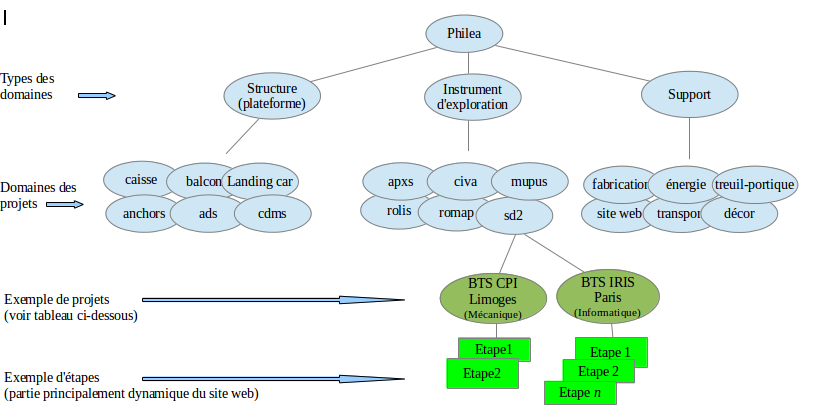 Philea
Types des
domaines
Structure
(plateforme)
Instrument
d'exploration
Support
Domaines des
projets
caisse
balcon
Landing car
anchors
ads
cdms
apxs
civa
mupus
rolis
romap
sd2
fabrication
énergie
treuil-portique
site web
transpor
décor
Exemple de projets
(voir tableau ci-dessous)
BTS CPI
Limoges
(Mécanique)
BTS IRIS
Paris
(Informatique)
Exemple d'étapes
(partie principalement dynamique du site web)
Etape1
Etape2
Etape 1
Etape 2
Etape n